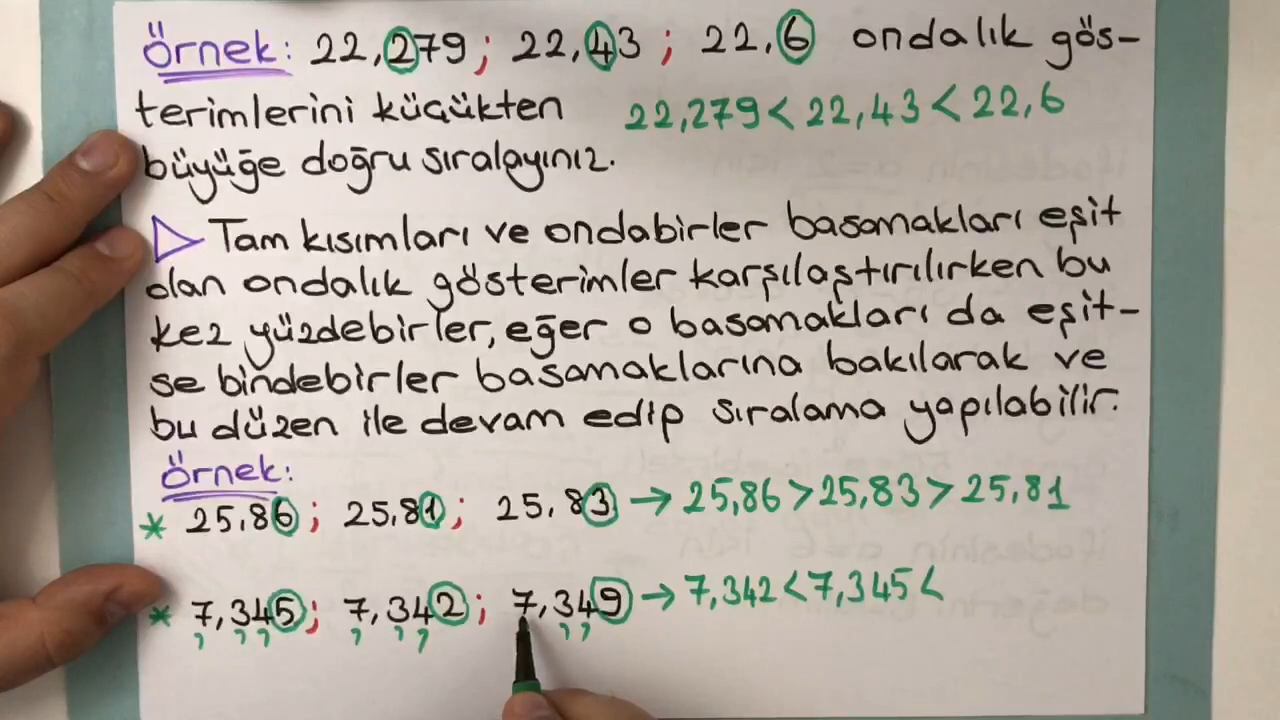 Örnek: 22,279; 22,43; 22,6 ondalık gös-
terimlerini küçükten 22,279 < 22,43 < 22,6
büyüğe doğru sıralayınız.
▷ Tam kısımları ve ondabirler basamakları eşit
olan ondalık gösterimler karşılaştırılırken bu
kez yüzdebirler, eğer o basamakları da eşit-
se bindebirler basamaklarına bakılarak ve
bu düzen ile devam edip sıralama yapılabilir.
Örnek:
* 25,86; 25,81; 25,83 → 25,86 > 25,83 > 25,81
* 7,345; 7,342; 7,349 → 7,342 < 7,345 <